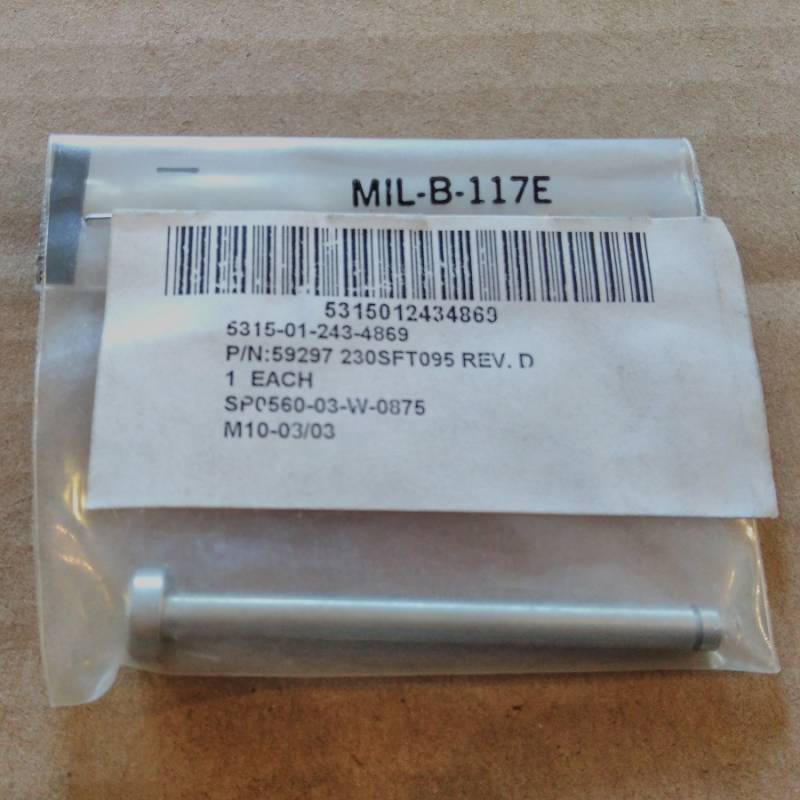 MIL-B-117E
5315012434869
5315-01-243-4869
P/N:59297 230SFT095 REV. D
1 EACH
SP0560-03-W-0875
M10-03/03